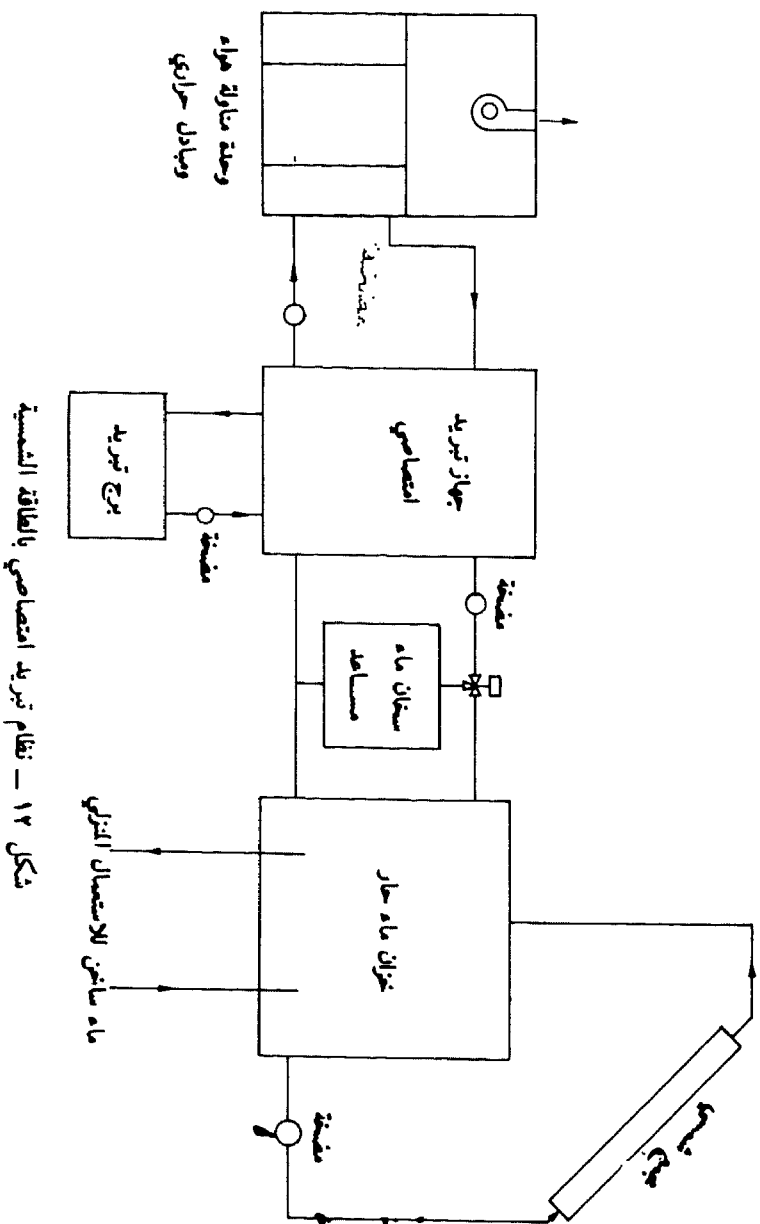 مجمع شمسي
مضخة
خزان ماء حار
ماء ساخن للاستعمال المنزلي
مضخة
سخان ماء
مساعد
جهاز تبريد
امتصاصي
مضخة
برج تبريد
مضخة
وحدة مناولة هواء
ومبادل حراري
شكل ١٢ – نظام تبريد امتصاصي بالطاقة الشمسية